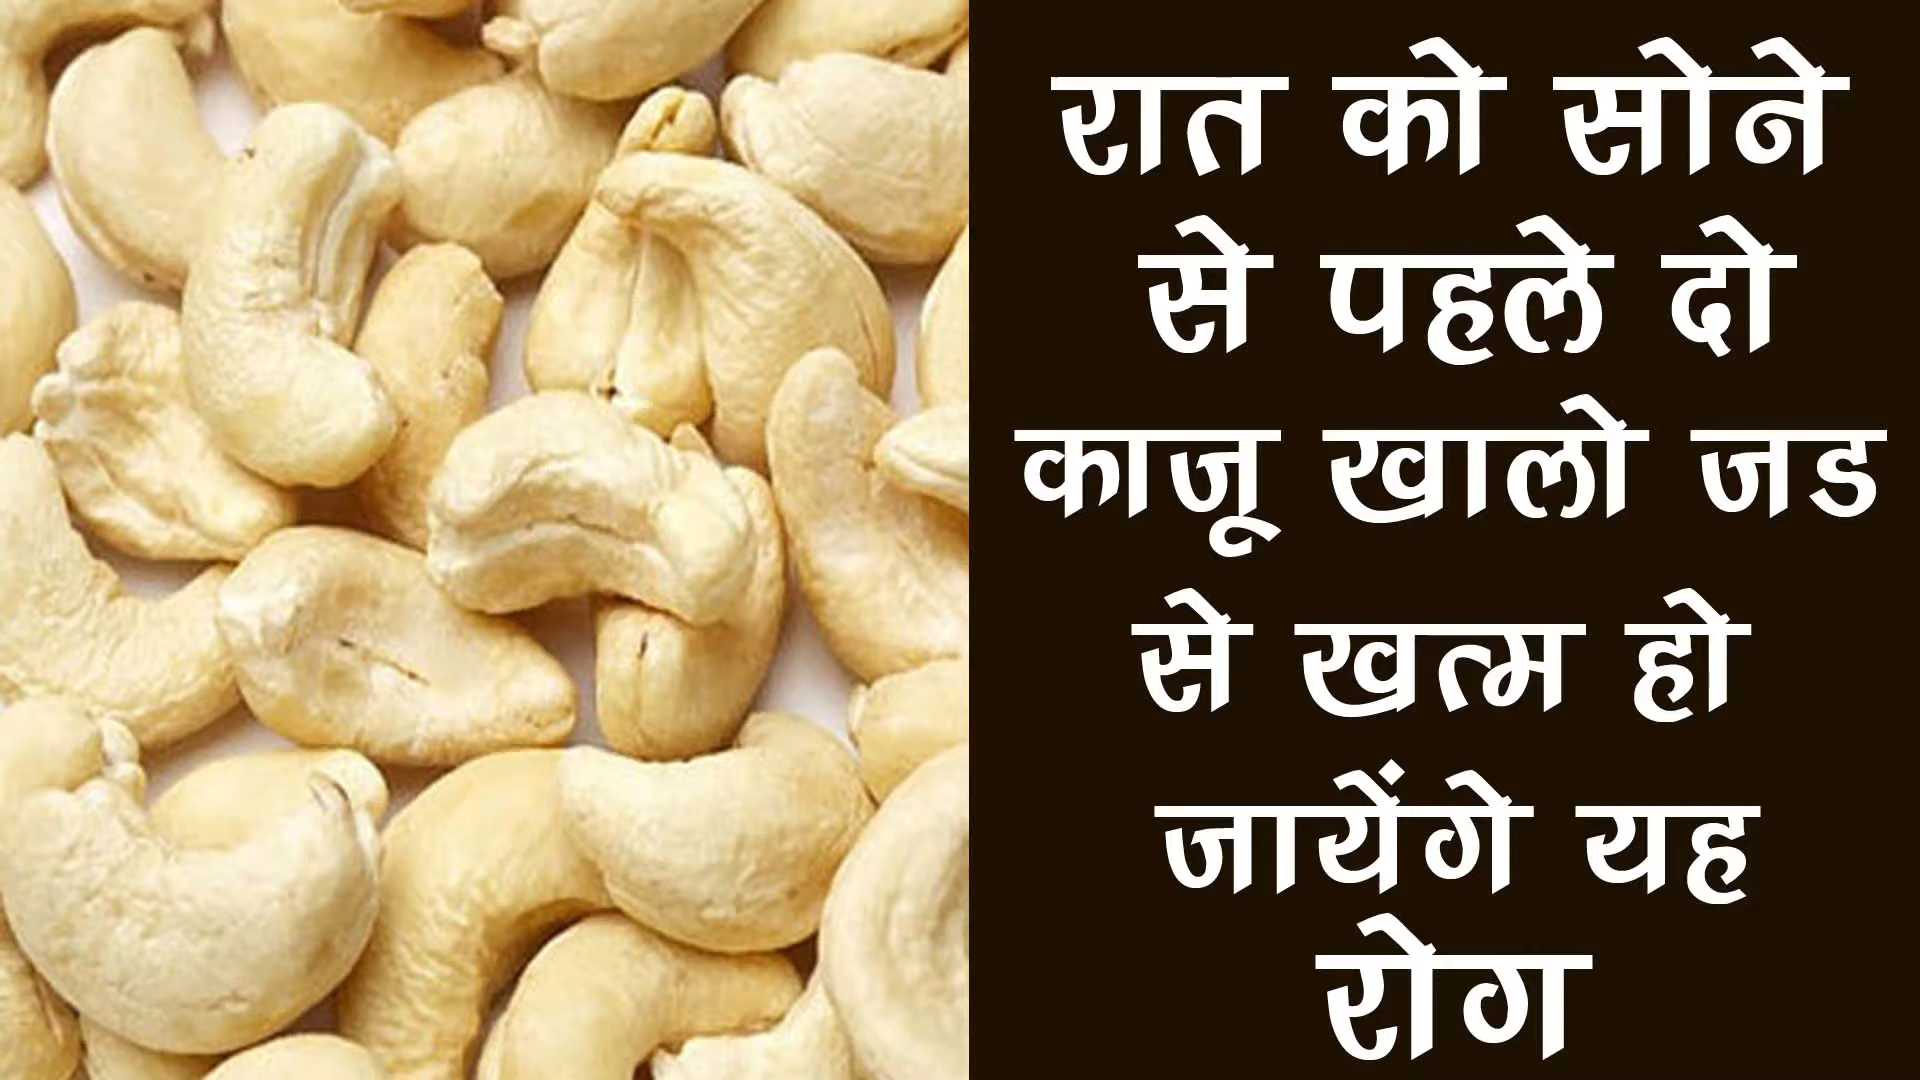 रात को सोने
से पहले दो
काजू खालो जड
से खत्म हो
जायेंगे यह
रोग